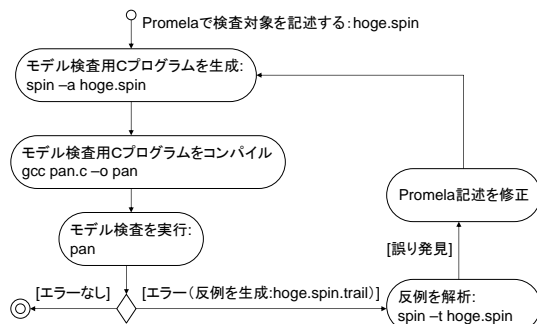 Promelaで検査対象を記述する：hoge.spin
モデル検査用Cプログラムを生成:
spin –a hoge.spin
モデル検査用Cプログラムをコンパイル
gcc pan.c –o pan
モデル検査を実行:
pan
Promela記述を修正
[誤り発見]
[エラーなし]
[エラー（反例を生成:hoge.spin.trail）]
反例を解析:
spin –t hoge.spin